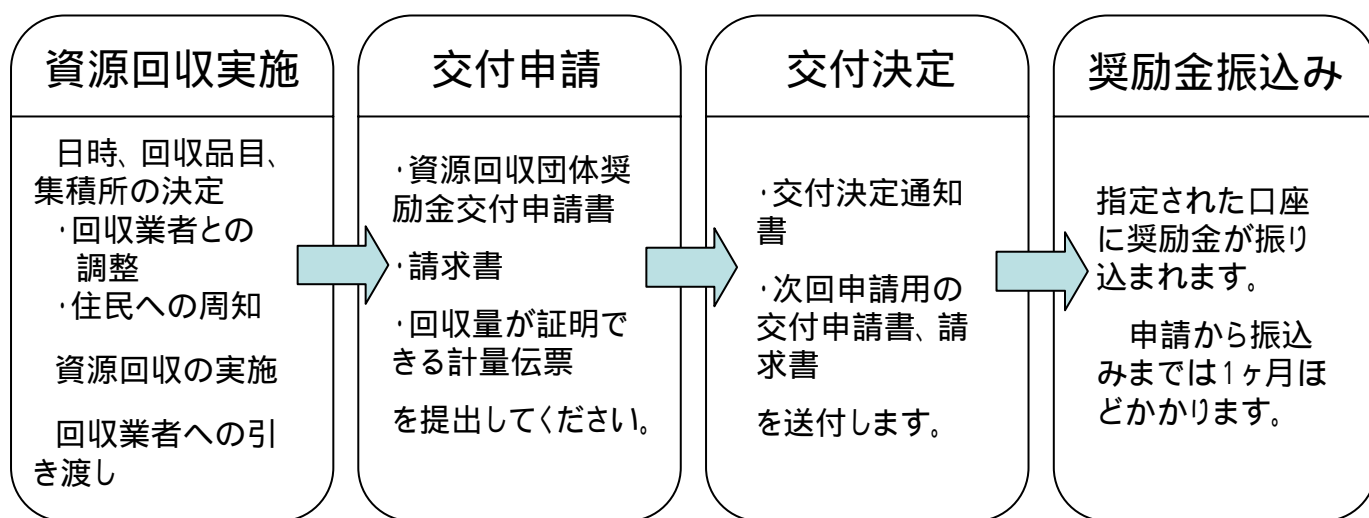 資源回収実施
日時、回収品目、
集積所の決定
・回収業者との
調整
・住民への周知
資源回収の実施
回収業者への引
き渡し
交付申請
・資源回収団体奨
励金交付申請書
・請求書
・回収量が証明で
きる計量伝票
を提出してください。
交付決定
・交付決定通知
書
・次回申請用の
交付申請書、請
求書
を送付します。
奨励金振込み
指定された口座
に奨励金が振り
込まれます。
申請から振込
みまでは1ヶ月ほ
どかかります。